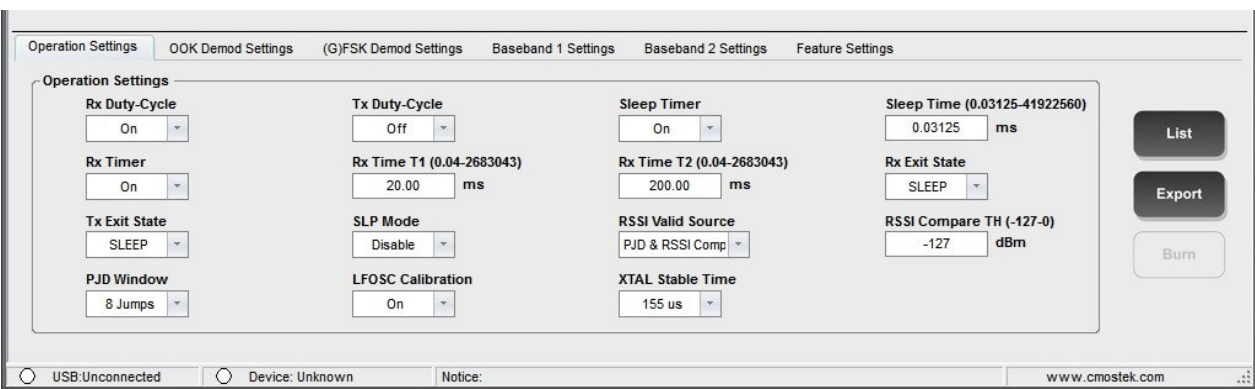 Operation Settings OOK Demod Settings (G)FSK Demod Settings Baseband 1 Settings Baseband 2 Settings Feature Settings
Operation Settings
Rx Duty-Cycle Tx Duty-Cycle Sleep Timer Sleep Time (0.03125-41922560)
On Off On 0.03125 ms
List
Rx Timer Rx Time T1 (0.04-2683043) Rx Time T2 (0.04-2683043) Rx Exit State
On 20.00 ms 200.00 ms SLEEP
Export
Tx Exit State SLP Mode RSSI Valid Source RSSI Compare TH (-127-0)
SLEEP Disable PJD & RSSI Comp -127 dBm
Burn
PJD Window LFOSC Calibration XTAL Stable Time
8 Jumps On 155 us
USB:Unconnected Device: Unknown Notice: www.cmostek.com